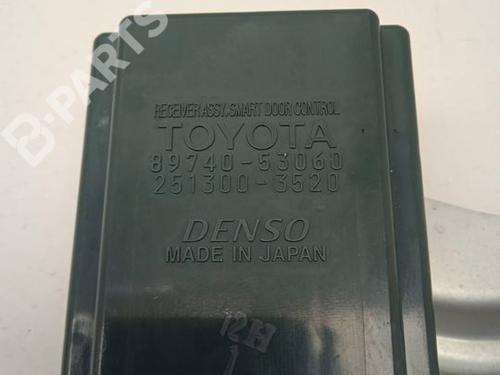 B-PARTS
RECEIVER ASSY, SMART DOOR CONTROL
TOYOTA
89740-53060
251300-3520
DENSO
MADE IN JAPAN
12H